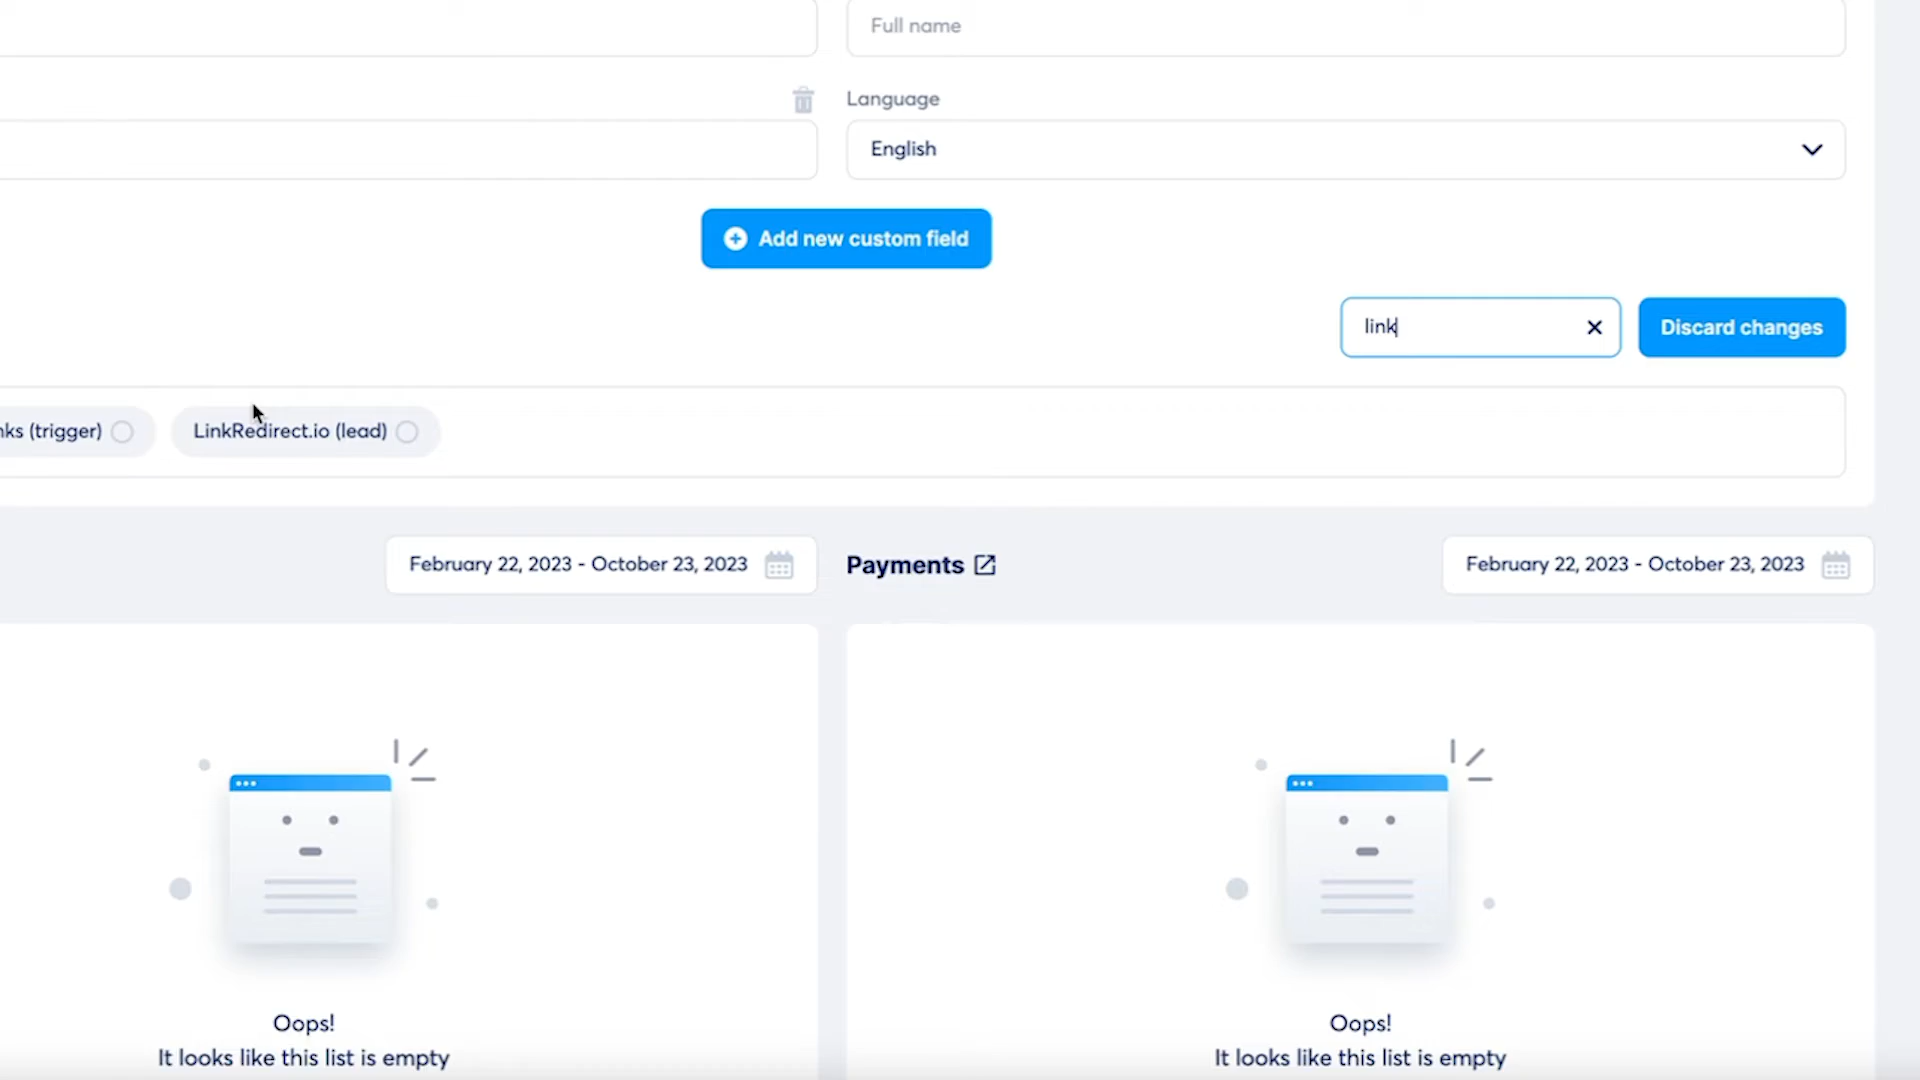 Full name
Language
English
Add new custom field
link
Discard changes
(trigger)
LinkRedirect.io (lead)
February 22, 2023 - October 23, 2023
Payments
February 22, 2023 - October 23, 2023
Oops!
It looks like this list is empty
Oops!
It looks like this list is empty